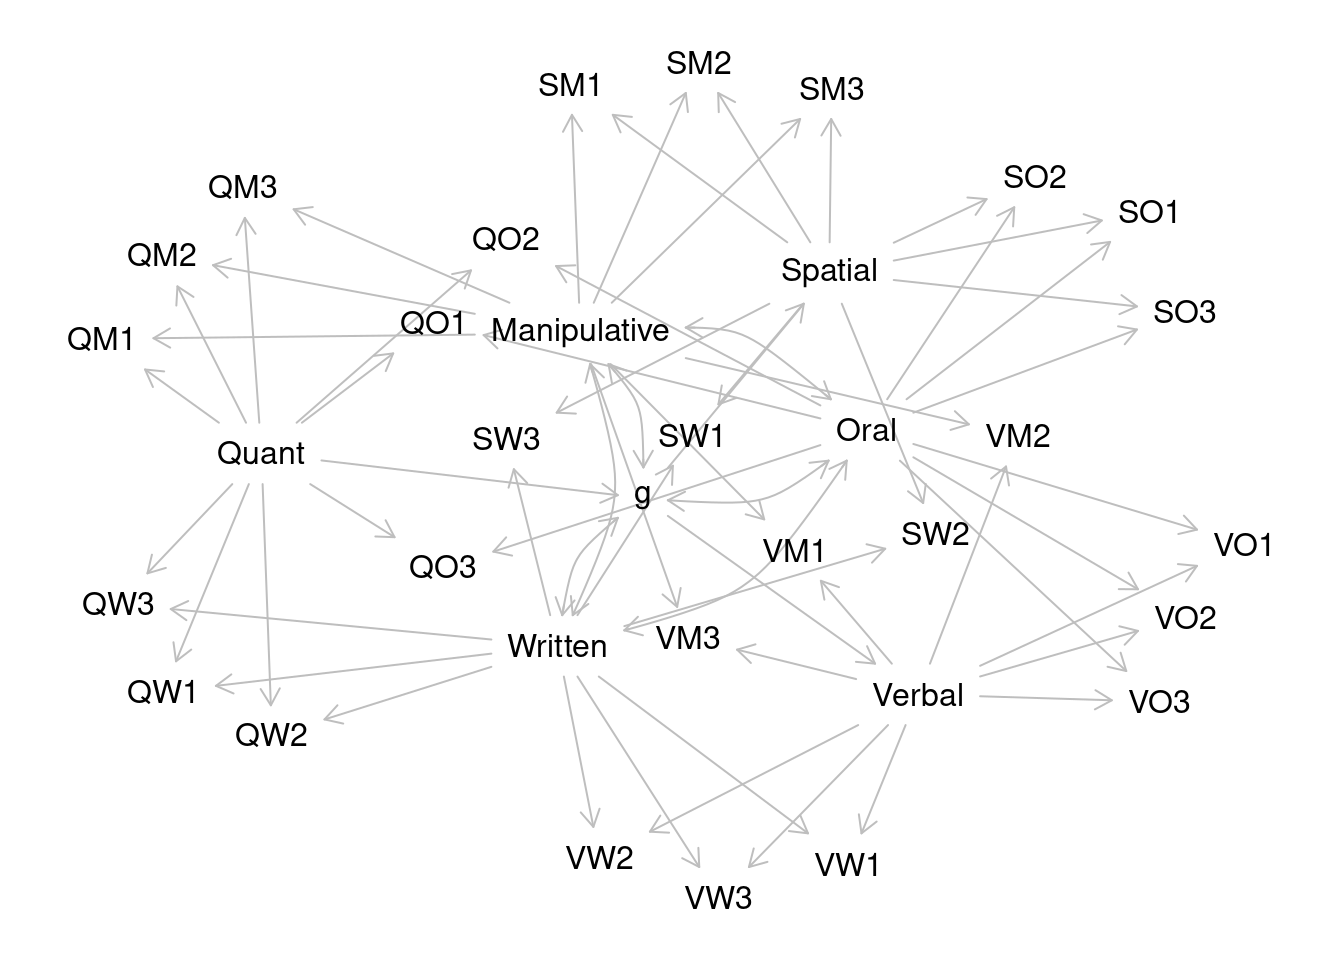 SM2
SM1
SM3
SO2
QM3
SO1
QO2
QM2
Spatial
SO3
QO1
Manipulative
QM1
Oral
VM2
SW1
SW3
Quant
g
SW2
VO1
VM1
QO3
QW3
VO2
VM3
Written
QW1
Verbal
VO3
QW2
VW2
VW1
VW3